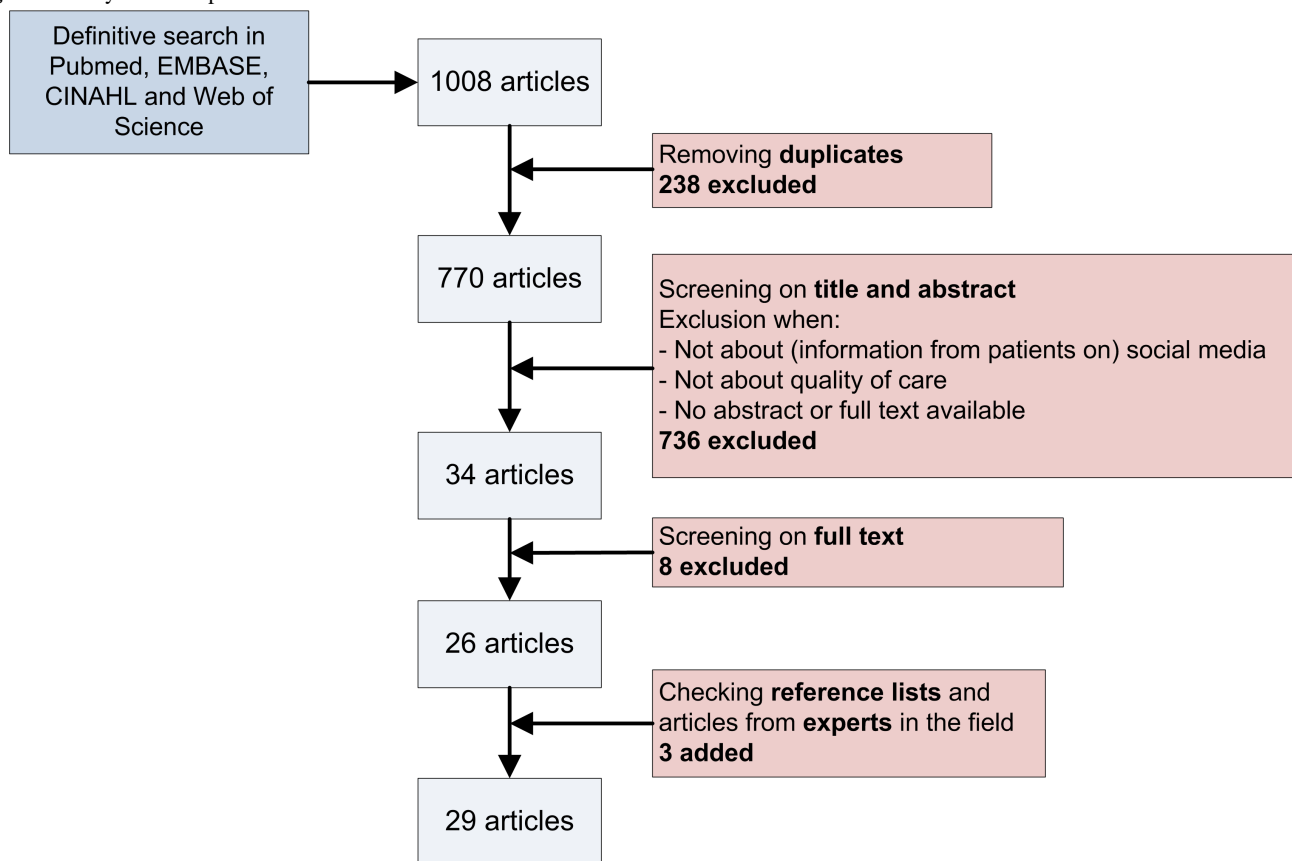 Definitive search in
Pubmed, EMBASE,
CINAHL and Web of
Science
1008 articles
Removing duplicates
238 excluded
770 articles
Screening on title and abstract
Exclusion when:
- Not about (information from patients on) social media
- Not about quality of care
- No abstract or full text available
736 excluded
34 articles
Screening on full text
8 excluded
26 articles
Checking reference lists and
articles from experts in the field
3 added
29 articles